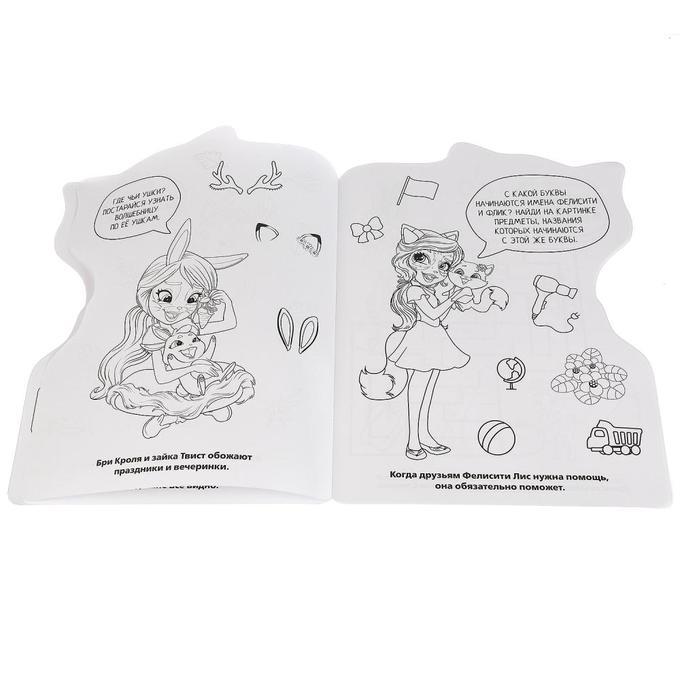 ГДЕ ЧЬИ УШКИ?
ПОСТАРАЙСЯ УЗНАТЬ
ВОЛШЕБНИЦУ
ПО ЕЁ УШКАМ.
Бри Кроля и зайка Твист обожают
праздники и вечеринки.
все видно.
С КАКОЙ БУКВЫ
НАЧИНАЮТСЯ ИМЕНА ФЕЛИСИТИ
И ФЛИК? НАЙДИ НА КАРТИНКЕ
ПРЕДМЕТЫ, НАЗВАНИЯ
КОТОРЫХ НАЧИНАЮТСЯ
С ЭТОЙ ЖЕ БУКВЫ.
Когда друзьям Фелисити Лис нужна помощь,
она обязательно поможет.